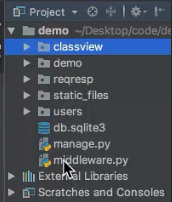 Project
demo ~/Desktop/code/de
classview
demo
reqresp
static_files
users
db.sqlite3
manage.py
middleware.py
External Libraries
Scratches and Consoles